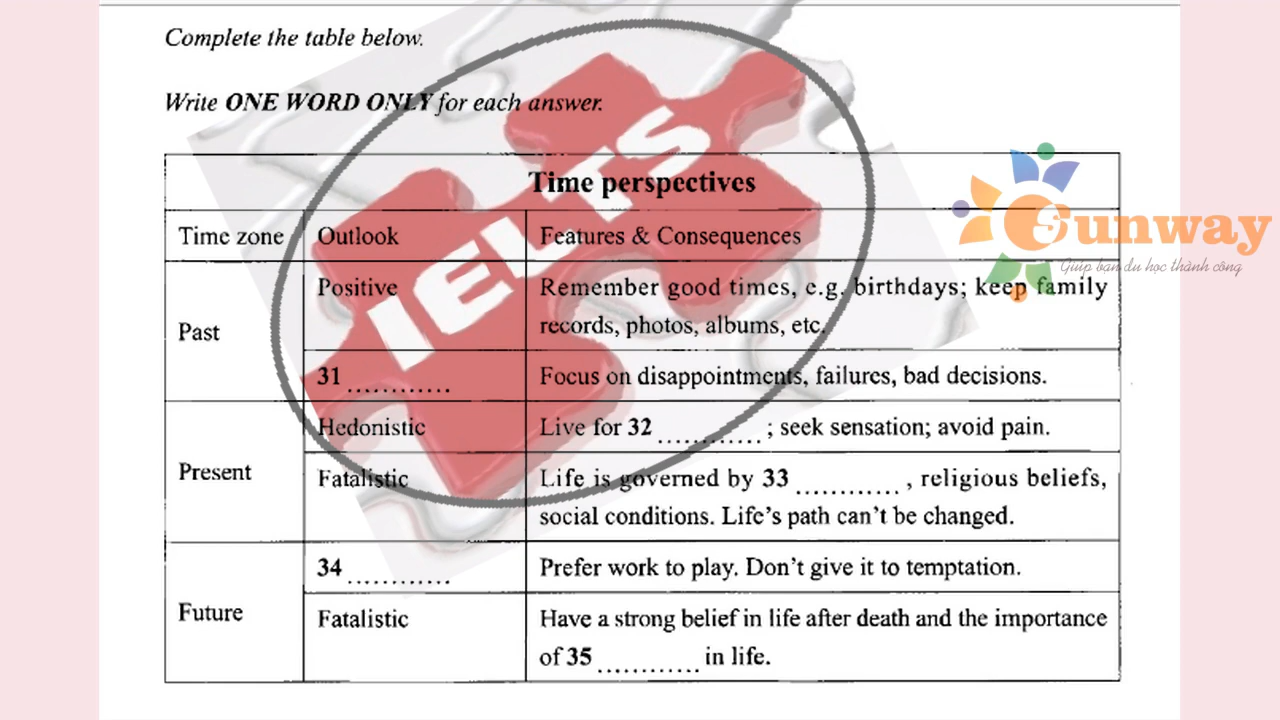 Complete the table below.
Write ONE WORD ONLY for each answer.
IELTS
Time perspectives
Time zone Outlook Features & Consequences
Past
Positive Remember good times, e.g. birthdays; keep family
records, photos, albums, etc.
31 ............ Focus on disappointments, failures, bad decisions.
Present
Hedonistic Live for 32 ............ ; seek sensation; avoid pain.
Fatalistic Life is governed by 33 ............ , religious beliefs,
social conditions. Life's path can't be changed.
Future
34 ............ Prefer work to play. Don't give it to temptation.
Fatalistic Have a strong belief in life after death and the importance
of 35 ............ in life.
Sunway
Giúp bạn du học thành công